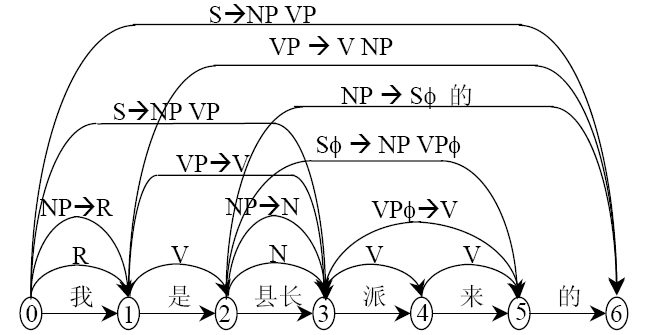 S→NP VP
VP → V NP
NP → Sϕ 的
S→NP VP
Sϕ → NP VPϕ
VP→V
NP→R
NP→N
VPϕ→V
R
V
N
V
V
0 我 1 是 2 县长 3 派 4 来 5 的 6